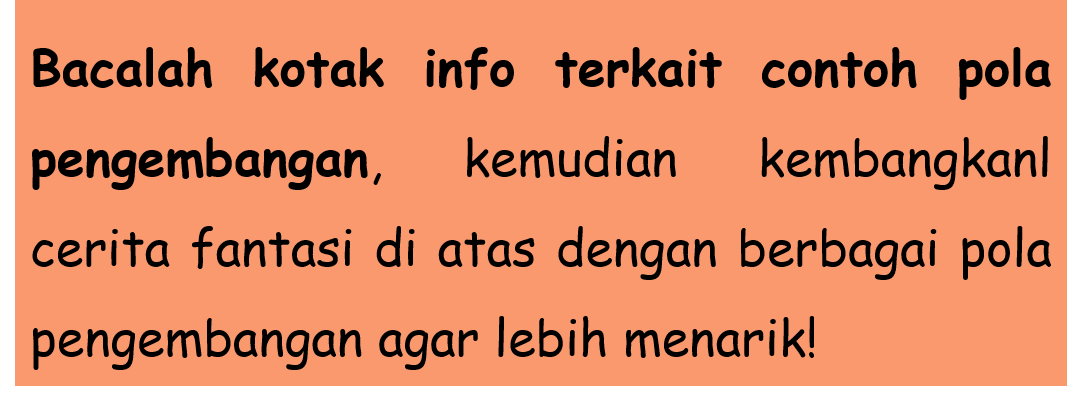 Bacalah kotak info terkait contoh pola
pengembangan, kemudian kembangkanl
cerita fantasi di atas dengan berbagai pola
pengembangan agar lebih menarik!